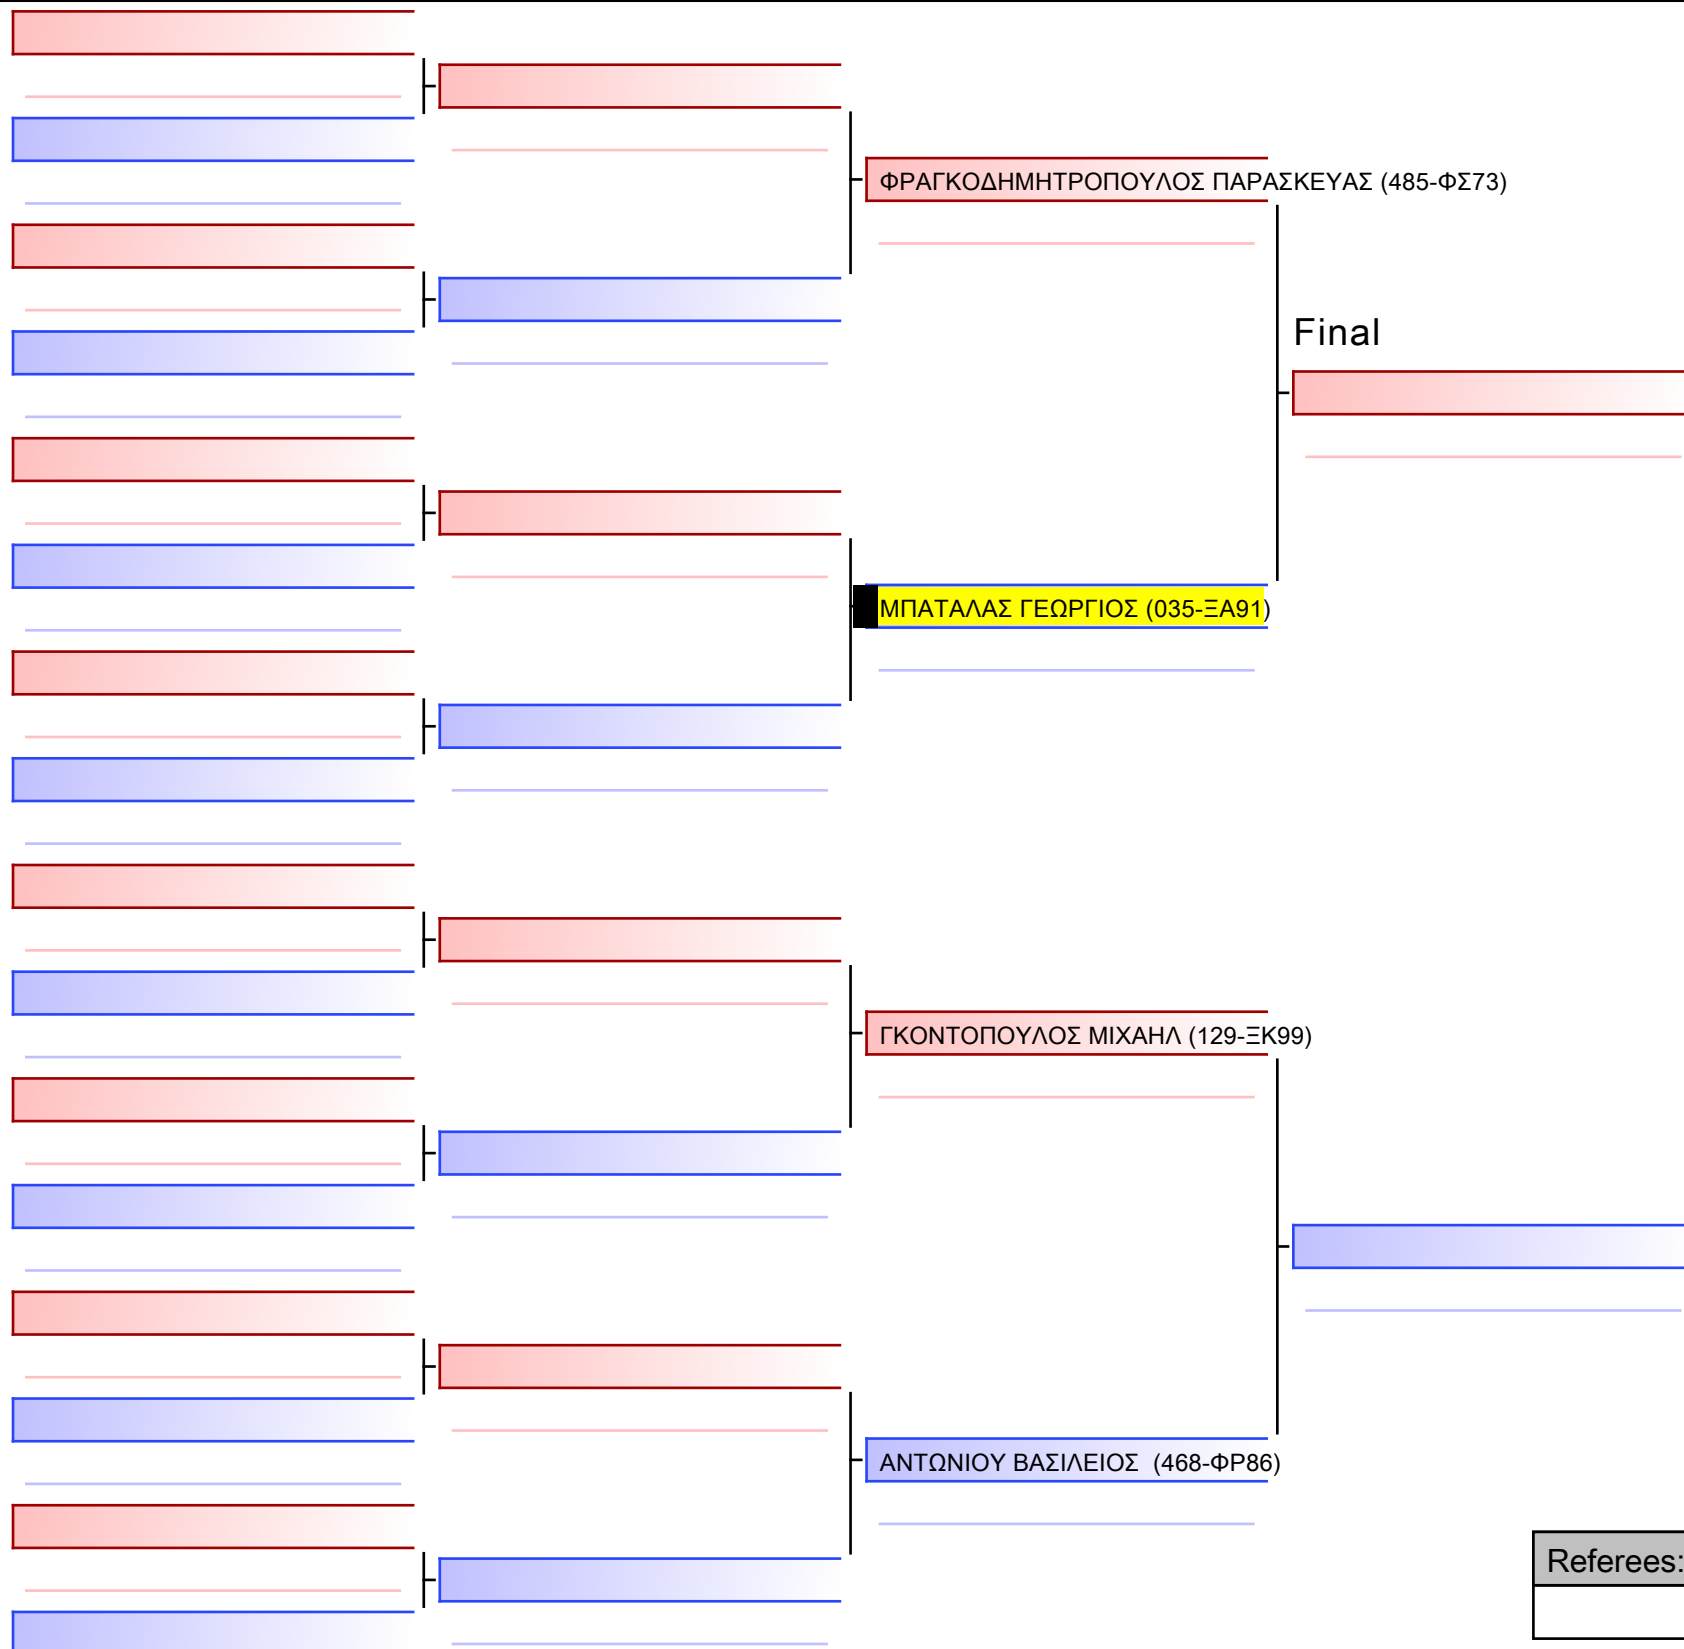 ΦΡΑΓΚΟΔΗΜΗΤΡΟΠΟΥΛΟΣ ΠΑΡΑΣΚΕΥΑΣ (485-ΦΣ73)
Final
ΜΠΑΤΑΛΑΣ ΓΕΩΡΓΙΟΣ (035-ΞΑ91)
ΓΚΟΝΤΟΠΟΥΛΟΣ ΜΙΧΑΗΛ (129-ΞΚ99)
ΑΝΤΩΝΙΟΥ ΒΑΣΙΛΕΙΟΣ (468-ΦΡ86)
Referees: